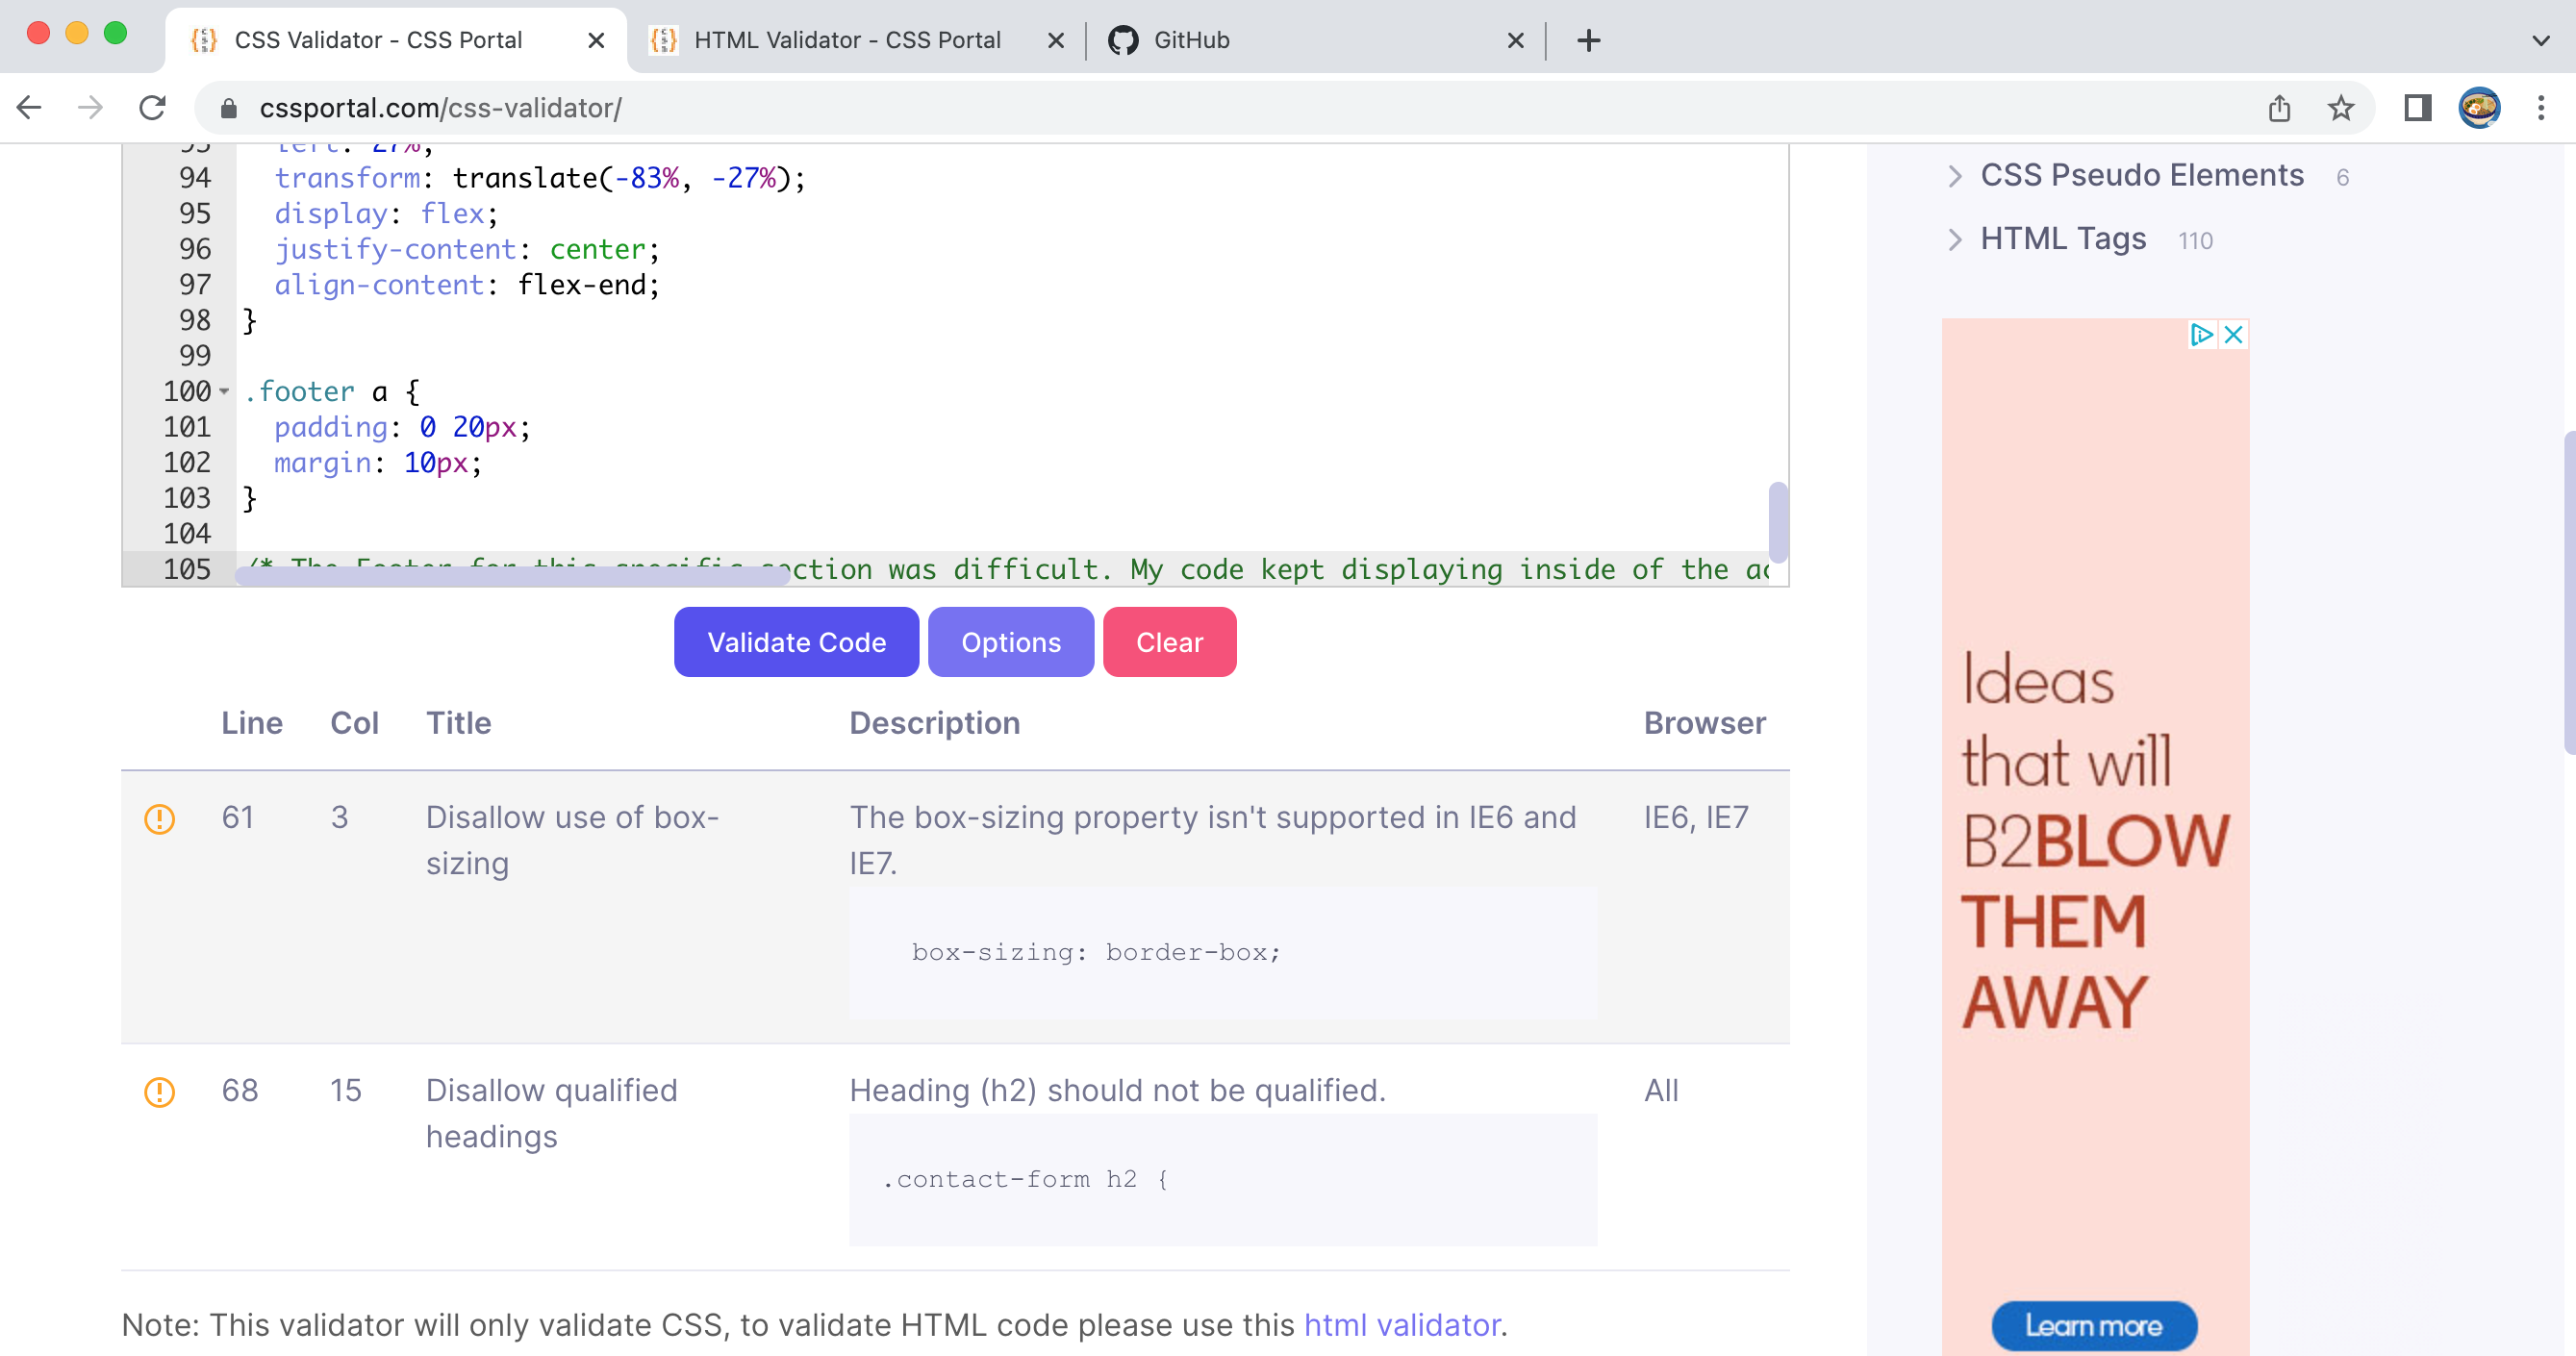 CSS Validator - CSS Portal
HTML Validator - CSS Portal
GitHub
cssportal.com/css-validator/
93 left: 27%;
94 transform: translate(-83%, -27%);
95 display: flex;
96 justify-content: center;
97 align-content: flex-end;
98 }
99
100 .footer a {
101 padding: 0 20px;
102 margin: 10px;
103 }
104
105 /* The Footer for this specific section was difficult. My code kept displaying inside of the
Validate Code
Options
Clear
Line Col Title Description Browser
61 3 Disallow use of box-
sizing
The box-sizing property isn't supported in IE6 and
IE7.
IE6, IE7
box-sizing: border-box;
68 15 Disallow qualified
headings
Heading (h2) should not be qualified.
All
.contact-form h2 {
Note: This validator will only validate CSS, to validate HTML code please use this html validator.
CSS Pseudo Elements 6
HTML Tags 110
Ideas
that will
B2BLOW
THEM
AWAY
Learn more